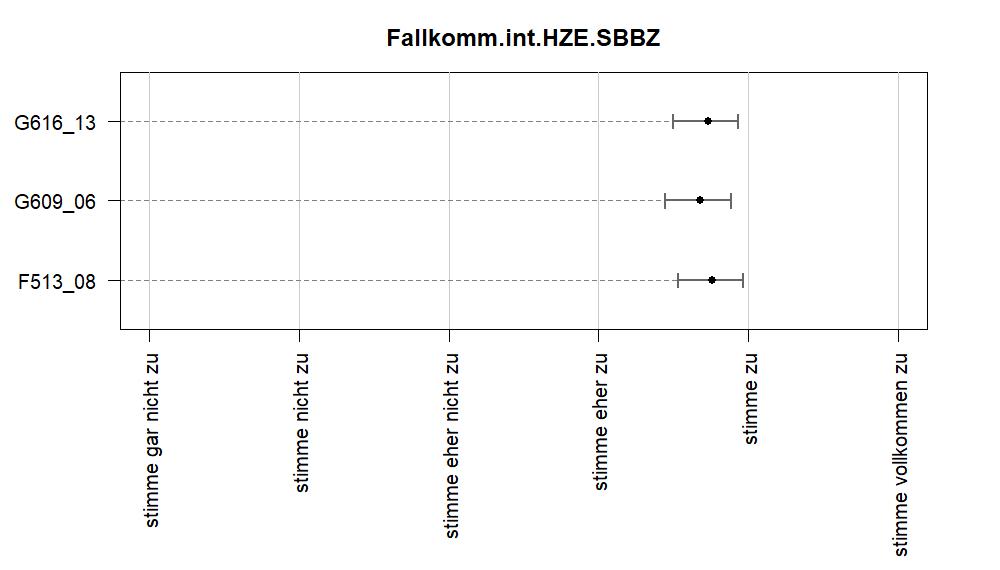 Fallkomm.int.HZE.SBBZ
G616_13
G609_06
F513_08
stimme gar nicht zu
stimme nicht zu
stimme eher nicht zu
stimme eher zu
stimme zu
stimme vollkommen zu